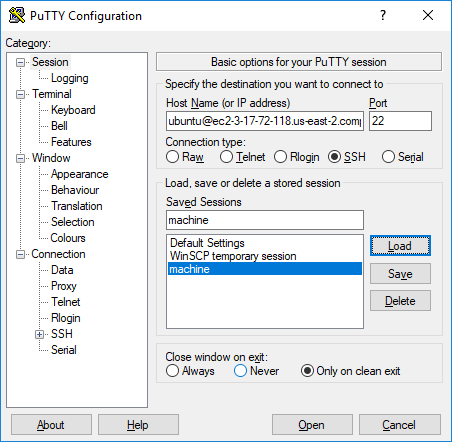 PuTTY Configuration
?
Category:
Session
Logging
Terminal
Keyboard
Bell
Features
Window
Appearance
Behaviour
Translation
Selection
Colours
Connection
Data
Proxy
Telnet
Rlogin
SSH
Serial
Basic options for your PuTTY session
Specify the destination you want to connect to
Host Name (or IP address) Port
ubuntu@ec2-3-17-72-118.us-east-2.comp 22
Connection type:
Raw Telnet Rlogin SSH Serial
Load, save or delete a stored session
Saved Sessions
machine
Default Settings
WinSCP temporary session
machine
Load
Save
Delete
Close window on exit:
Always Never Only on clean exit
About Help Open Cancel